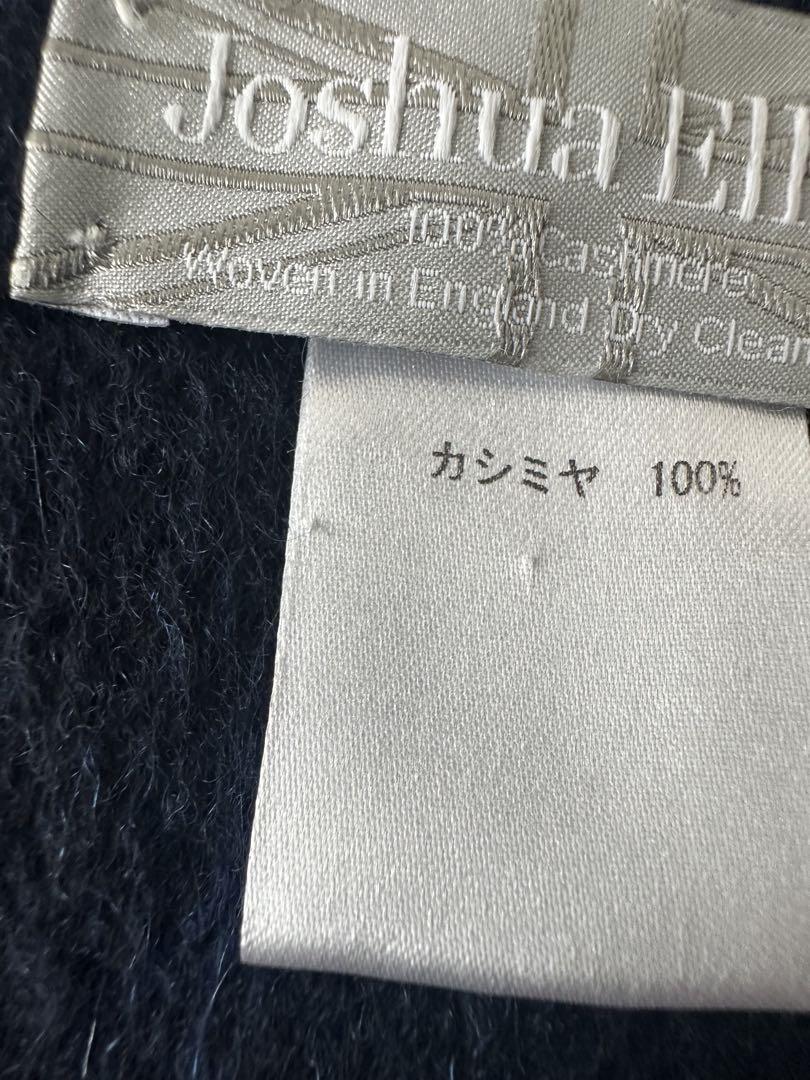 Joshua Ell
100% Cashmere
Woven in England Dry Clean
カシミヤ 100%